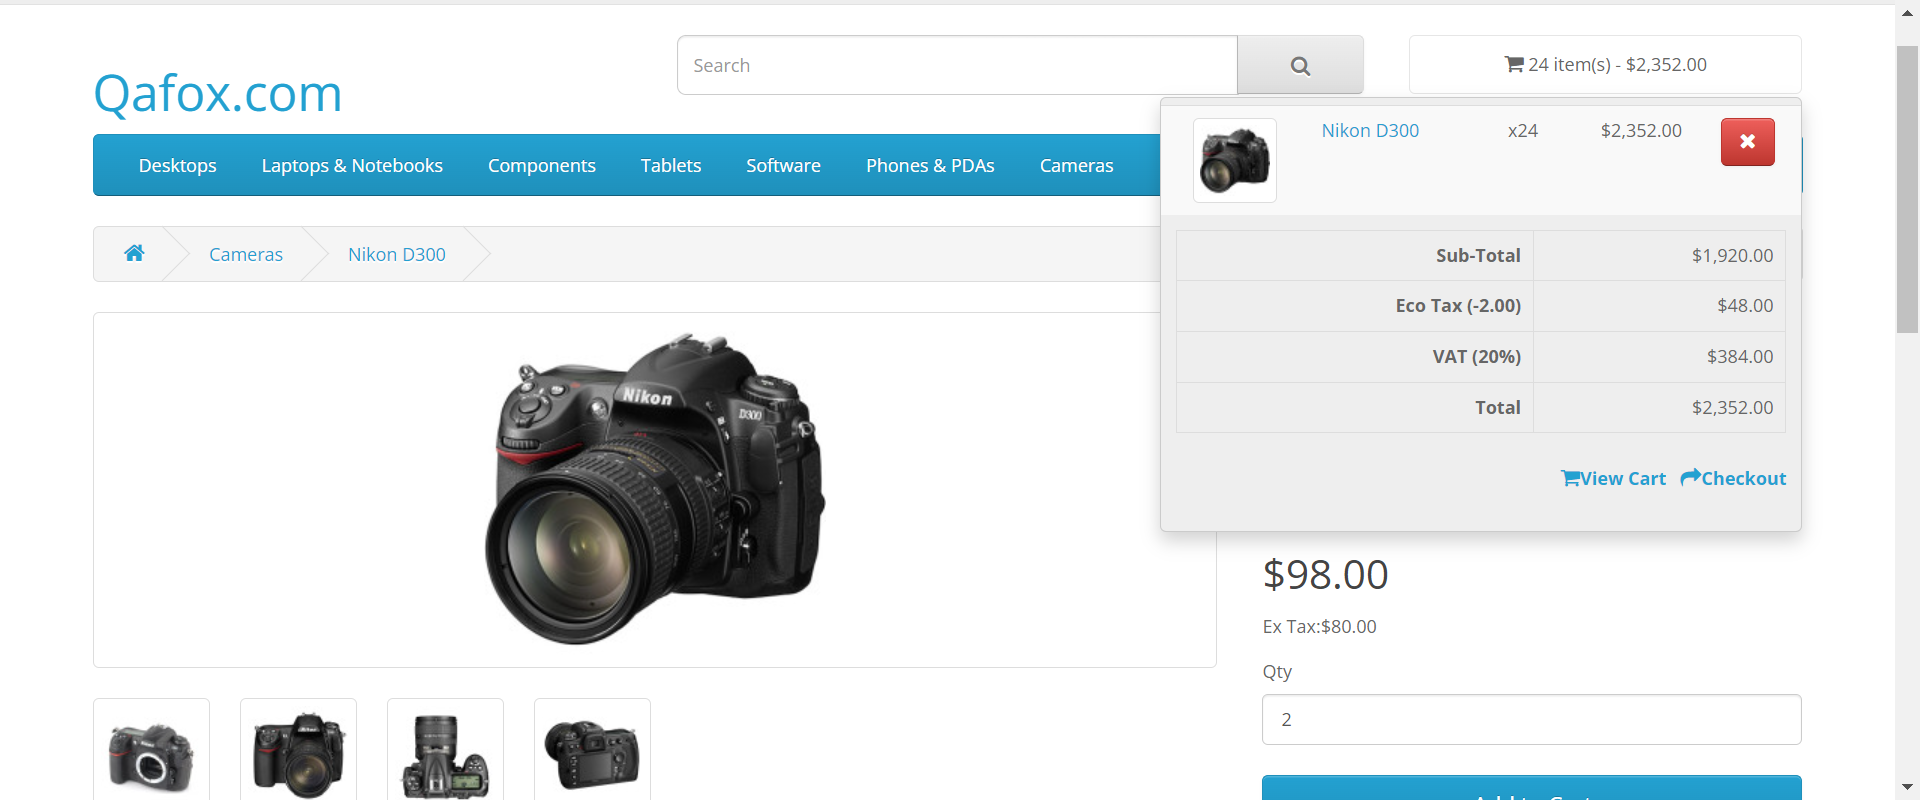 Search
24 item(s) - $2,352.00
Qafox.com
Nikon D300 x24 $2,352.00
Desktops Laptops & Notebooks Components Tablets Software Phones & PDAs Cameras
Cameras Nikon D300
Sub-Total $1,920.00
Eco Tax (-2.00) $48.00
VAT (20%) $384.00
Total $2,352.00
View Cart Checkout
Nikon
D300
$98.00
Ex Tax:$80.00
Qty
2